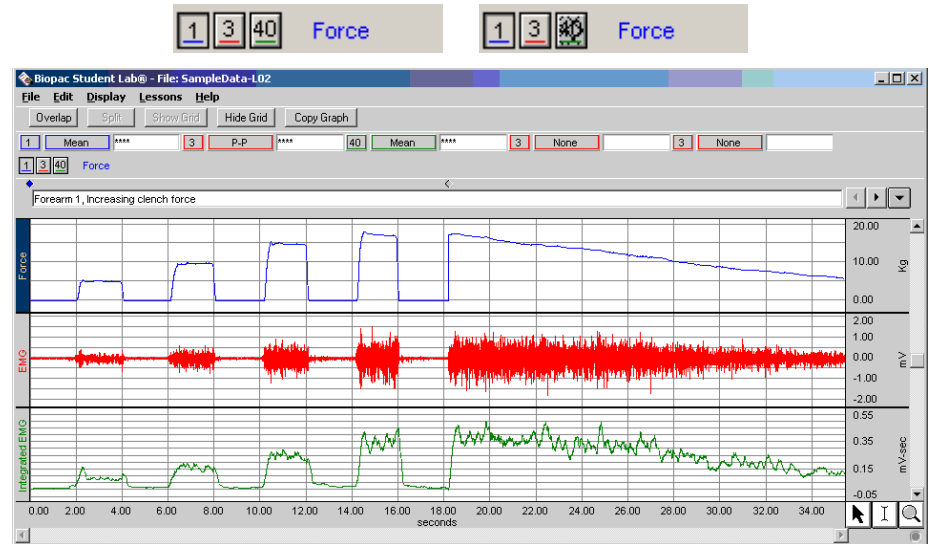 1 3 40 Force 1 3 40 Force
Biopac Student Lab® - File: SampleData-L02
File Edit Display Lessons Help
Overlap Split Show Grid Hide Grid Copy Graph
1 Mean **** 3 P-P **** 40 Mean **** 3 None 3 None
1 3 40 Force
Forearm 1, Increasing clench force
Force
20.00
10.00
0.00
Kg
EMG
2.00
1.00
0.00
-1.00
-2.00
mV
Integrated EMG
0.55
0.35
0.15
-0.05
mV-sec
0.00 2.00 4.00 6.00 8.00 10.00 12.00 14.00 16.00 18.00 20.00 22.00 24.00 26.00 28.00 30.00 32.00 34.00
seconds